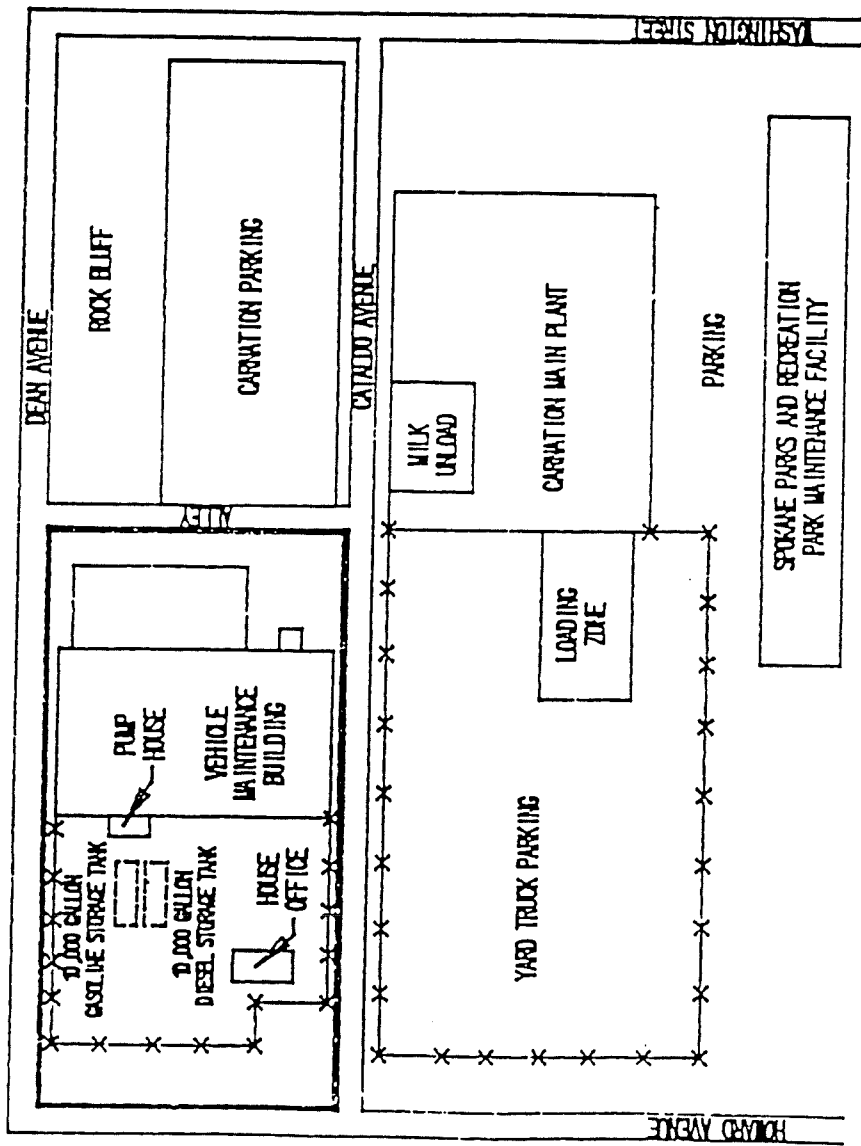 DEAN AVENUE
WASHINGTON STREET
ROCK BLUFF
CARNATION PARKING
ALLEY
CATALDO AVENUE
PUMP
HOUSE
VEHICLE
MAINTENANCE
BUILDING
10,000 GALLON
GASOLINE STORAGE TANK
10,000 GALLON
DIESEL STORAGE TANK
HOUSE
OFFICE
MILK
UNLOAD
CARNATION MAIN PLANT
LOADING
ZONE
YARD TRUCK PARKING
PARKING
SPOKANE PARKS AND RECREATION
PARK MAINTENANCE FACILITY
HOWARD AVENUE